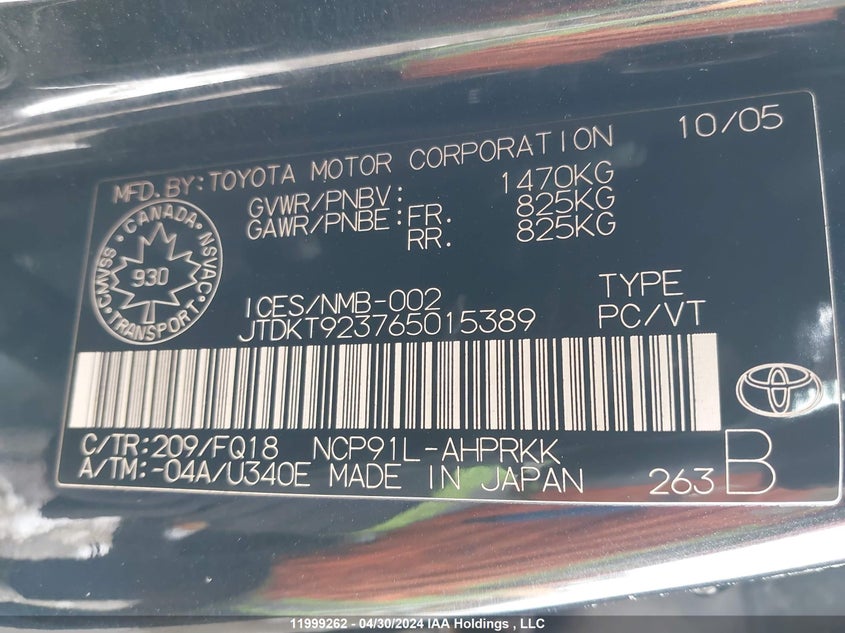 MFD. BY: TOYOTA MOTOR CORPORATION 10/05
GVWR/PNBV: 1470KG
GAWR/PNBE: FR. 825KG
RR. 825KG
CANADA
CMVSS NSVAC
930
TRANSPORT
ICES/NMB-002 TYPE
JTDKT923765015389 PC/VT
C/TR: 209/FQ18 NCP91L-AHPRKK
A/TM: -04A/U340E MADE IN JAPAN 263 B
11999262 - 04/30/2024 IAA Holdings , LLC